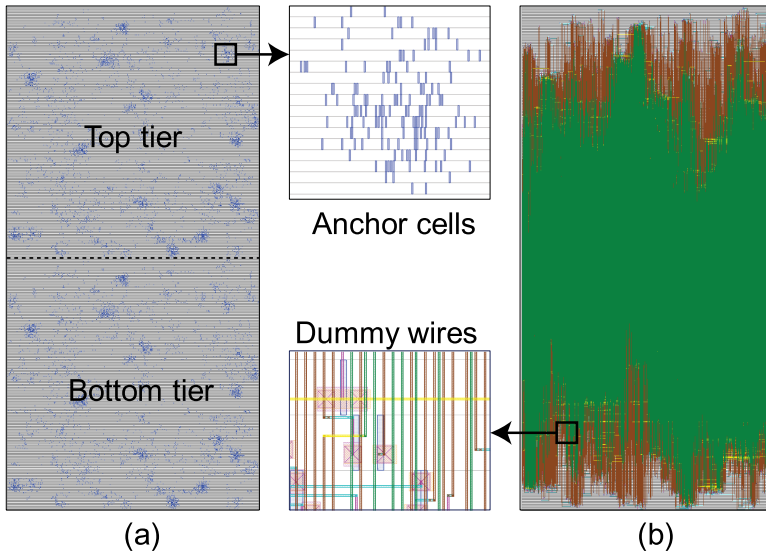 Top tier
Anchor cells
Dummy wires
Bottom tier
(a)
(b)